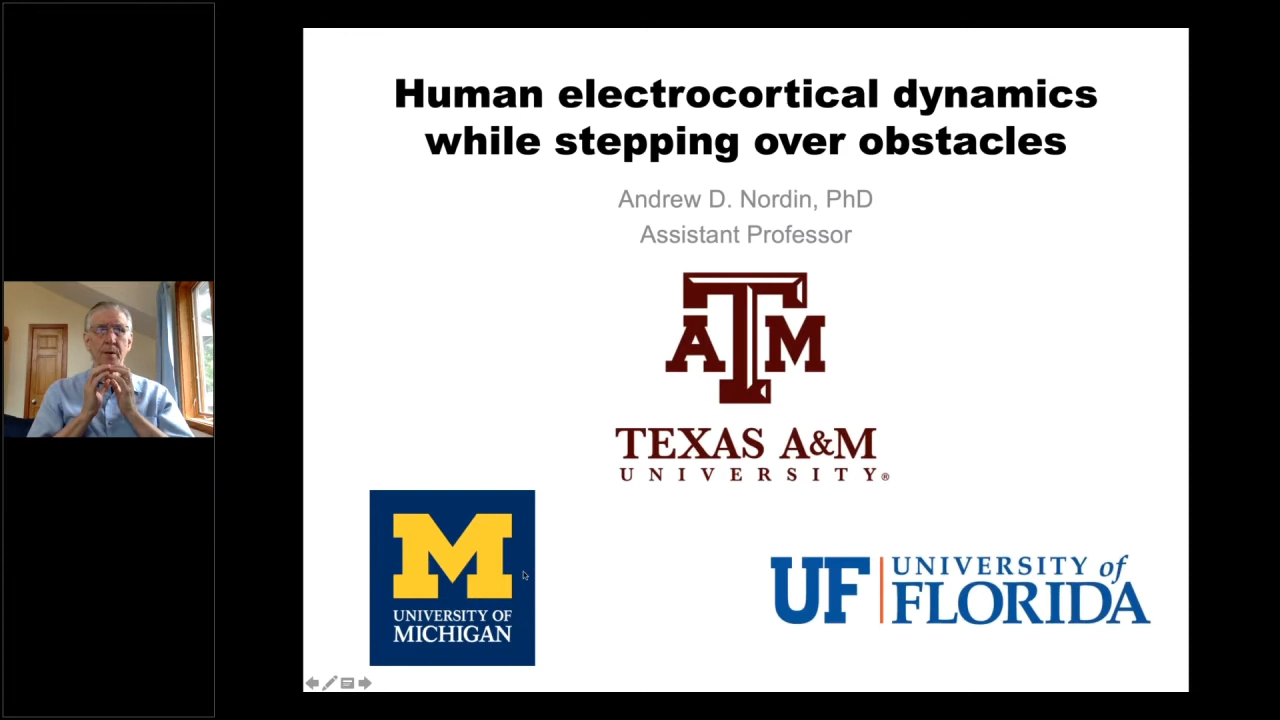 Human electrocortical dynamics
while stepping over obstacles
Andrew D. Nordin, PhD
Assistant Professor
ATM
TEXAS A&M
UNIVERSITY®
M
UNIVERSITY OF
MICHIGAN
UF
UNIVERSITY of
FLORIDA